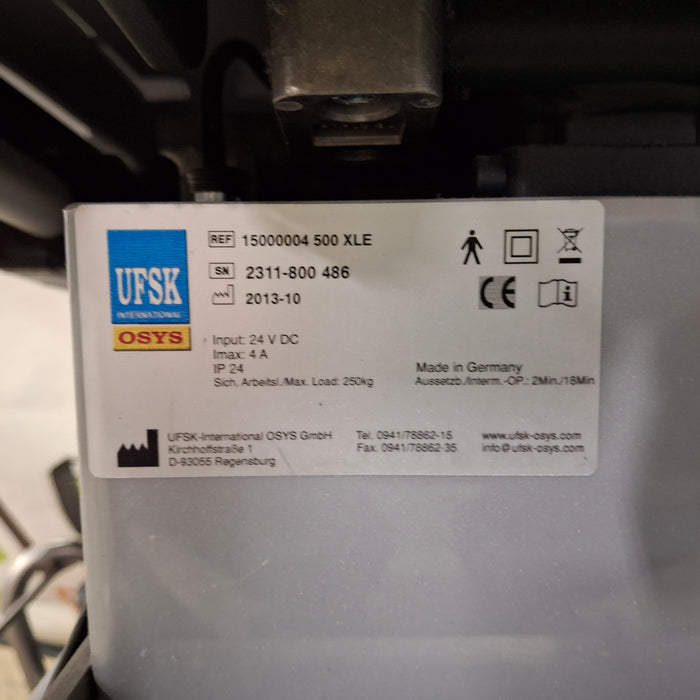 UFSK
INTERNATIONAL
OSYS
REF 15000004 500 XLE
SN 2311-800 486
2013-10
Input: 24 V DC
Imax: 4 A
IP 24
Sich. Arbeitsl./Max. Load: 250kg
CE
i
Made in Germany
Aussetzb./Interm.-OP.: 2Min./18Min
UFSK-International OSYS GmbH
Kirchhoffstraße 1
D-93055 Regensburg
Tel. 0941/78862-15
Fax. 0941/78862-35
www.ufsk-osys.com
info@ufsk-osys.com